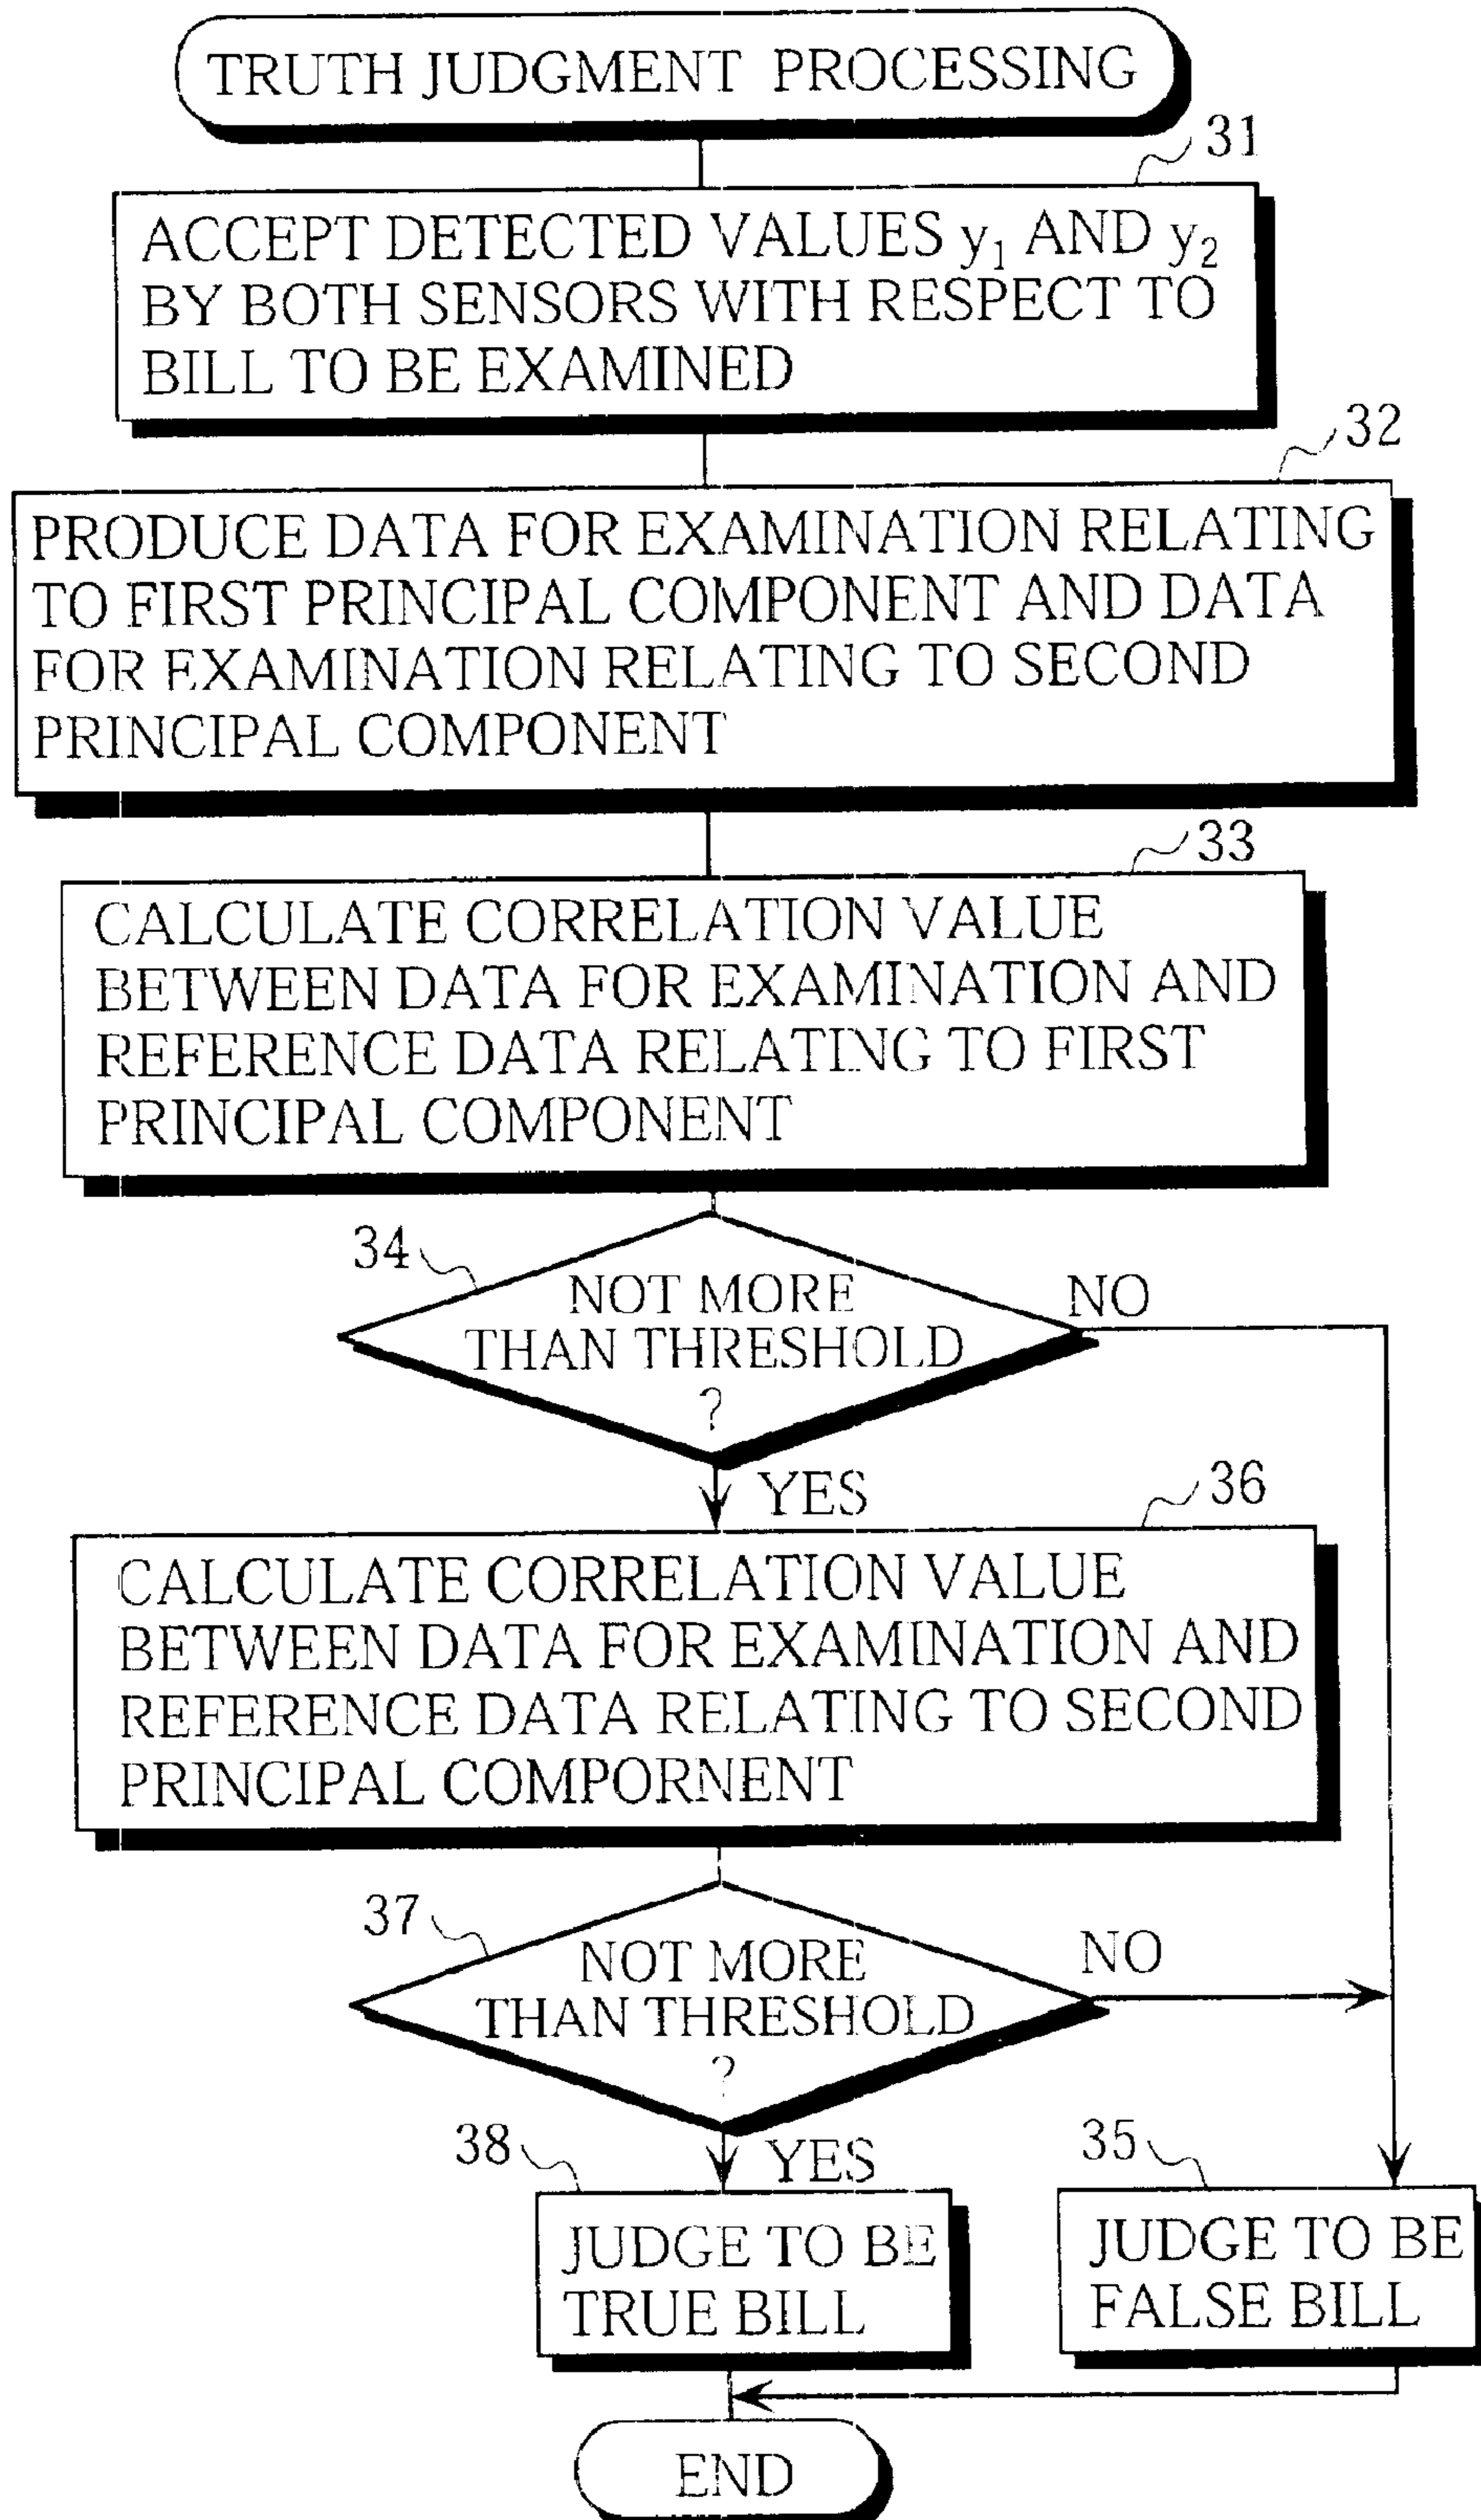 TRUTH JUDGMENT PROCESSING
31
ACCEPT DETECTED VALUES y₁ AND y₂
BY BOTH SENSORS WITH RESPECT TO
BILL TO BE EXAMINED
32
PRODUCE DATA FOR EXAMINATION RELATING
TO FIRST PRINCIPAL COMPONENT AND DATA
FOR EXAMINATION RELATING TO SECOND
PRINCIPAL COMPONENT
33
CALCULATE CORRELATION VALUE
BETWEEN DATA FOR EXAMINATION AND
REFERENCE DATA RELATING TO FIRST
PRINCIPAL COMPONENT
34
NOT MORE
THAN THRESHOLD
?
NO
YES
36
CALCULATE CORRELATION VALUE
BETWEEN DATA FOR EXAMINATION AND
REFERENCE DATA RELATING TO SECOND
PRINCIPAL COMPORNENT
37
NOT MORE
THAN THRESHOLD
?
NO
YES
38
JUDGE TO BE
TRUE BILL
35
JUDGE TO BE
FALSE BILL
END